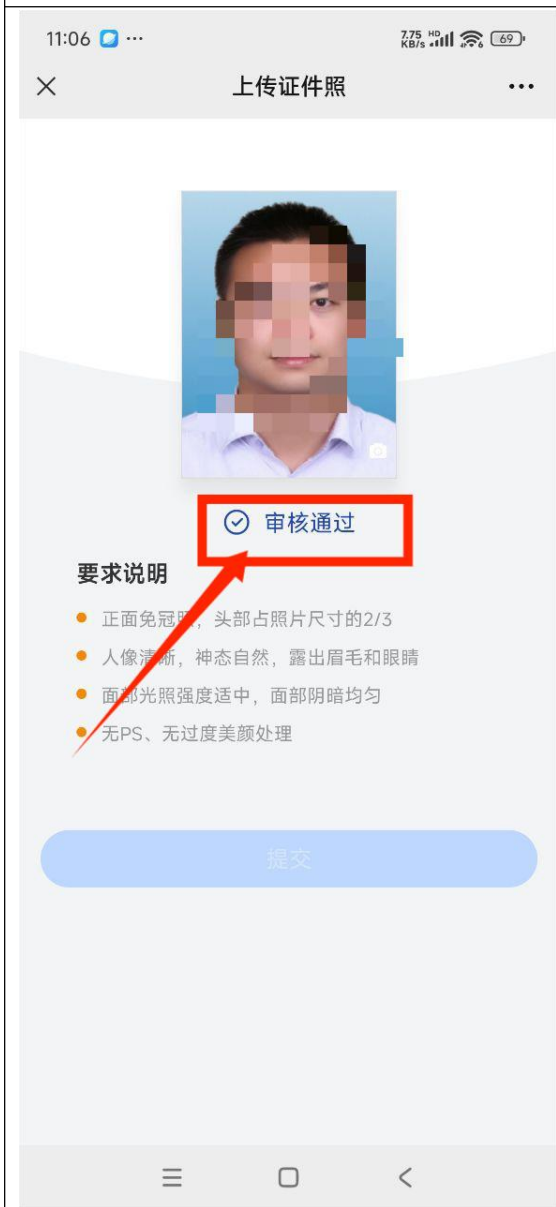 11:06 ... 7.75 KB/s HD 6 69
上传证件照
审核通过
要求说明
正面免冠照，头部占照片尺寸的2/3
人像清晰，神态自然，露出眉毛和眼睛
面部光照强度适中，面部阴暗均匀
无PS、无过度美颜处理
提交